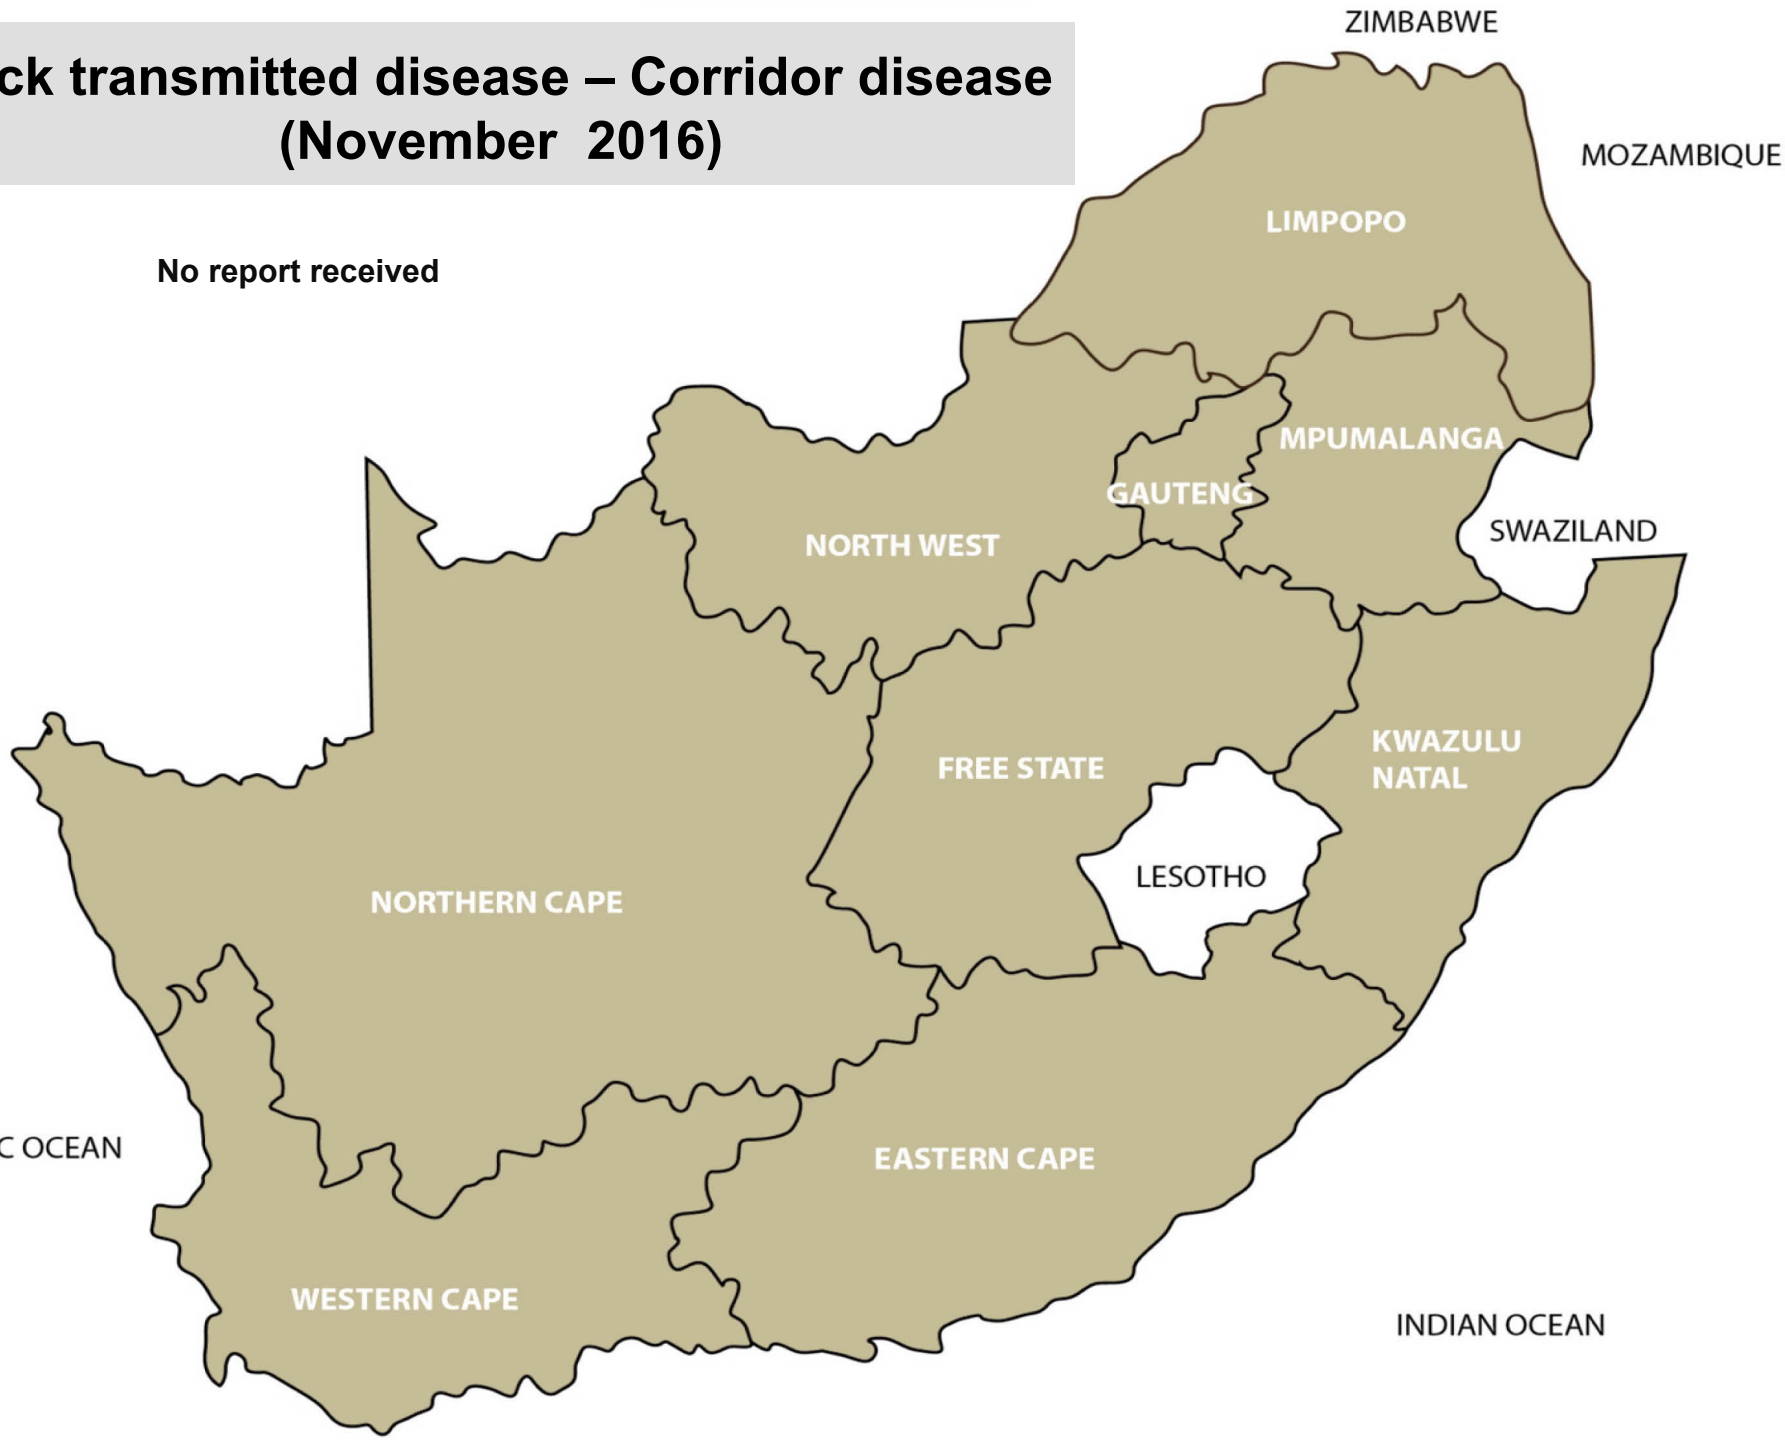 ck transmitted disease – Corridor disease
(November 2016)
No report received
ZIMBABWE
MOZAMBIQUE
LIMPOPO
MPUMALANGA
GAUTENG
NORTH WEST
SWAZILAND
FREE STATE
KWAZULU
NATAL
LESOTHO
NORTHERN CAPE
C OCEAN
EASTERN CAPE
WESTERN CAPE
INDIAN OCEAN